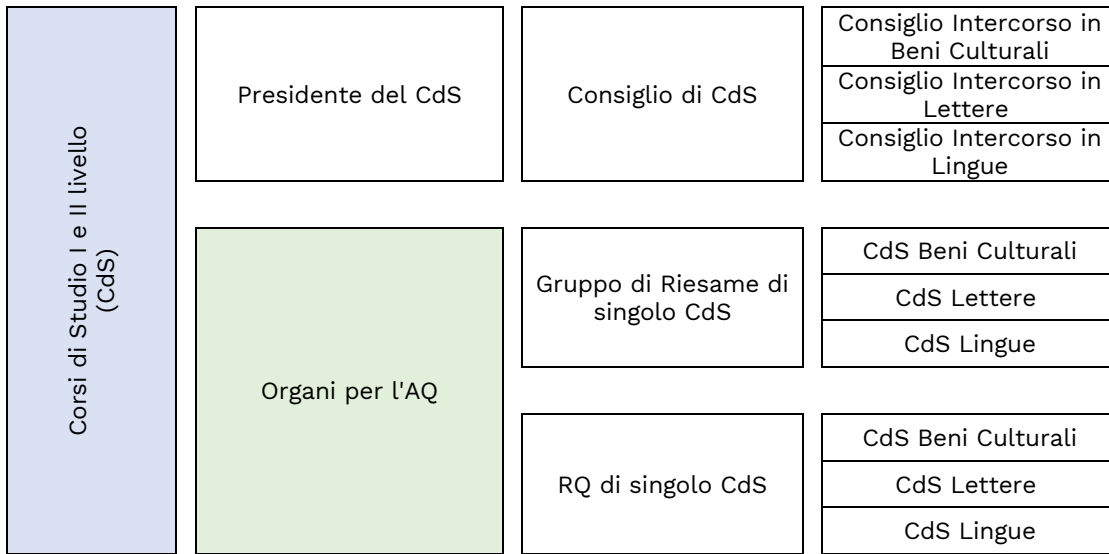 Corsi di Studio I e II livello
(CdS)
Presidente del CdS
Consiglio di CdS
Consiglio Intercorso in
Beni Culturali
Consiglio Intercorso in
Lettere
Consiglio Intercorso in
Lingue
Organi per l'AQ
Gruppo di Riesame di
singolo CdS
CdS Beni Culturali
CdS Lettere
CdS Lingue
RQ di singolo CdS
CdS Beni Culturali
CdS Lettere
CdS Lingue